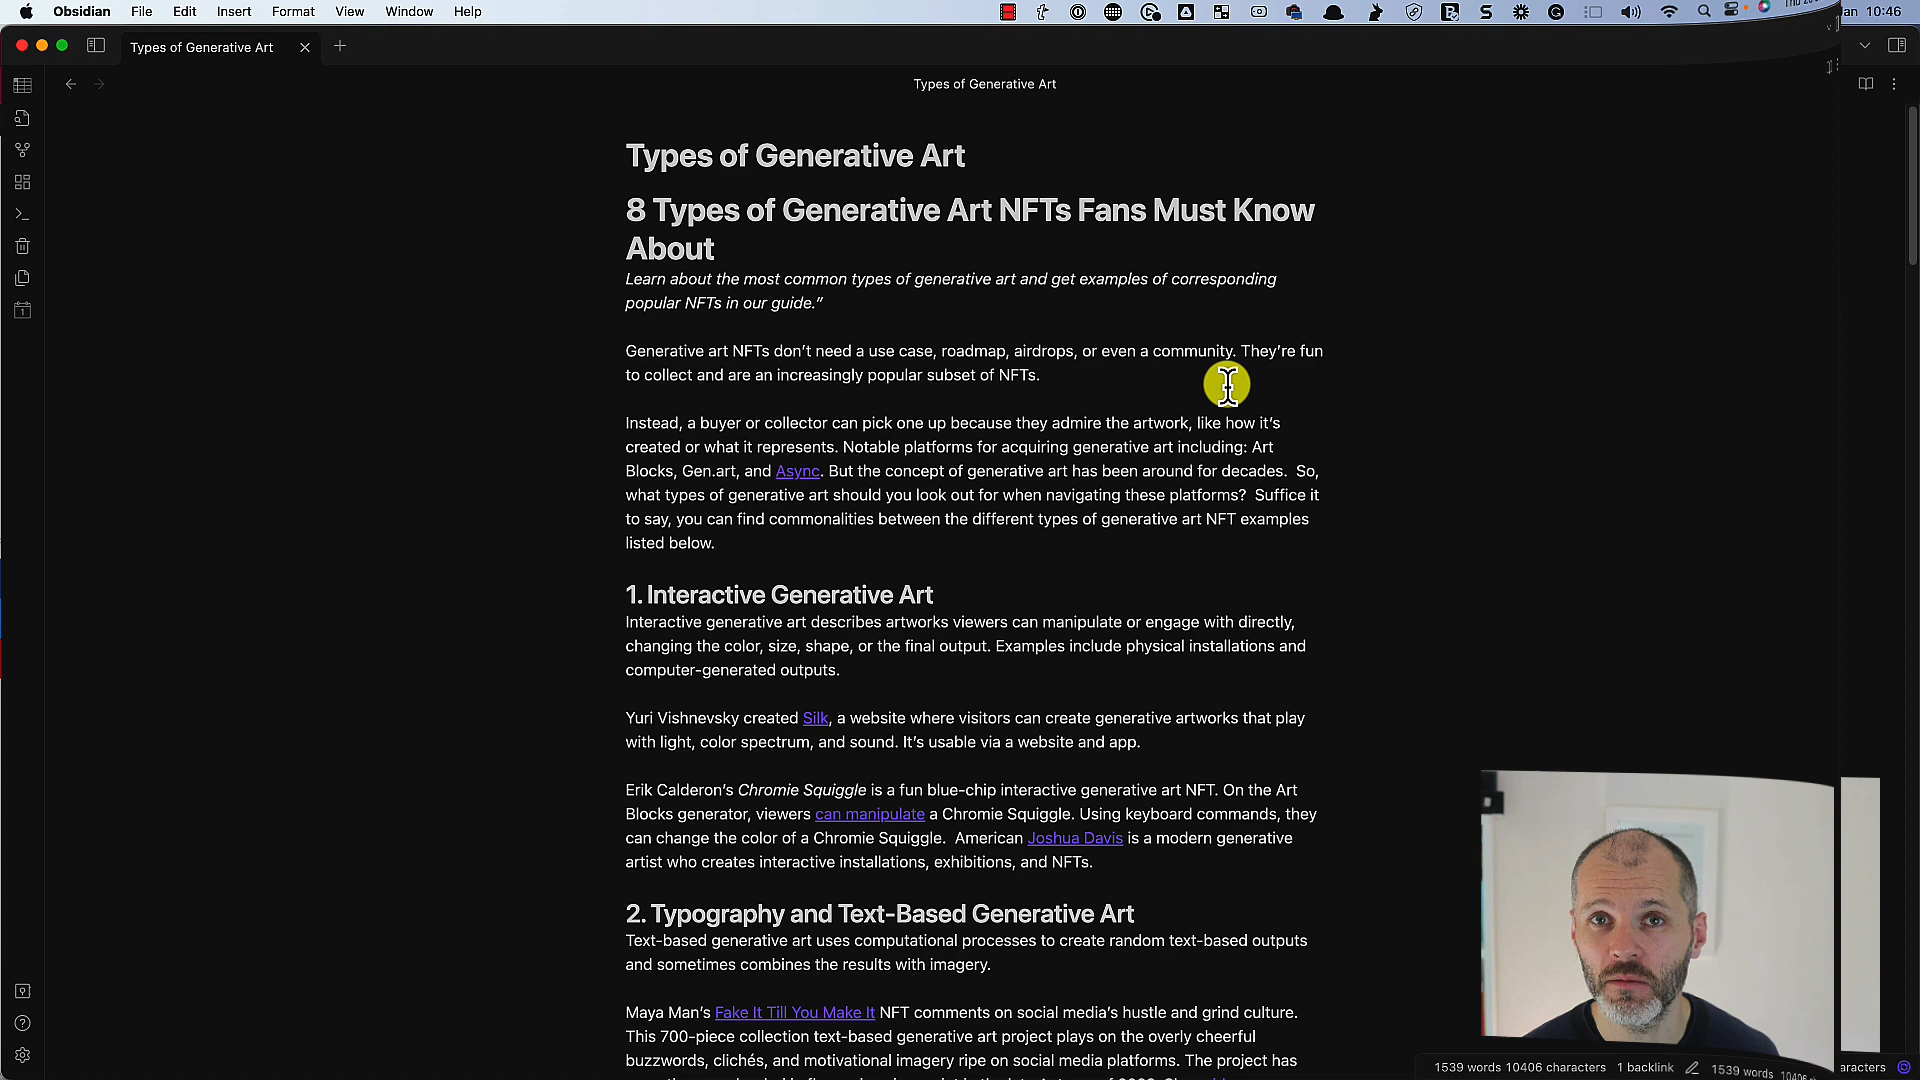 Obsidian File Edit Insert Format View Window Help
10:46
Types of Generative Art
Types of Generative Art
Types of Generative Art
8 Types of Generative Art NFTs Fans Must Know
About
Learn about the most common types of generative art and get examples of corresponding
popular NFTs in our guide.”
Generative art NFTs don’t need a use case, roadmap, airdrops, or even a community. They’re fun
to collect and are an increasingly popular subset of NFTs.
Instead, a buyer or collector can pick one up because they admire the artwork, like how it’s
created or what it represents. Notable platforms for acquiring generative art including: Art
Blocks, Gen.art, and Async. But the concept of generative art has been around for decades. So,
what types of generative art should you look out for when navigating these platforms? Suffice it
to say, you can find commonalities between the different types of generative art NFT examples
listed below.
1. Interactive Generative Art
Interactive generative art describes artworks viewers can manipulate or engage with directly,
changing the color, size, shape, or the final output. Examples include physical installations and
computer-generated outputs.
Yuri Vishnevsky created Silk, a website where visitors can create generative artworks that play
with light, color spectrum, and sound. It’s usable via a website and app.
Erik Calderon’s Chromie Squiggle is a fun blue-chip interactive generative art NFT. On the Art
Blocks generator, viewers can manipulate a Chromie Squiggle. Using keyboard commands, they
can change the color of a Chromie Squiggle. American Joshua Davis is a modern generative
artist who creates interactive installations, exhibitions, and NFTs.
2. Typography and Text-Based Generative Art
Text-based generative art uses computational processes to create random text-based outputs
and sometimes combines the results with imagery.
Maya Man’s Fake It Till You Make It NFT comments on social media’s hustle and grind culture.
This 700-piece collection text-based generative art project plays on the overly cheerful
buzzwords, clichés, and motivational imagery ripe on social media platforms. The project has
1539 words 10406 characters 1 backlink 1539 words